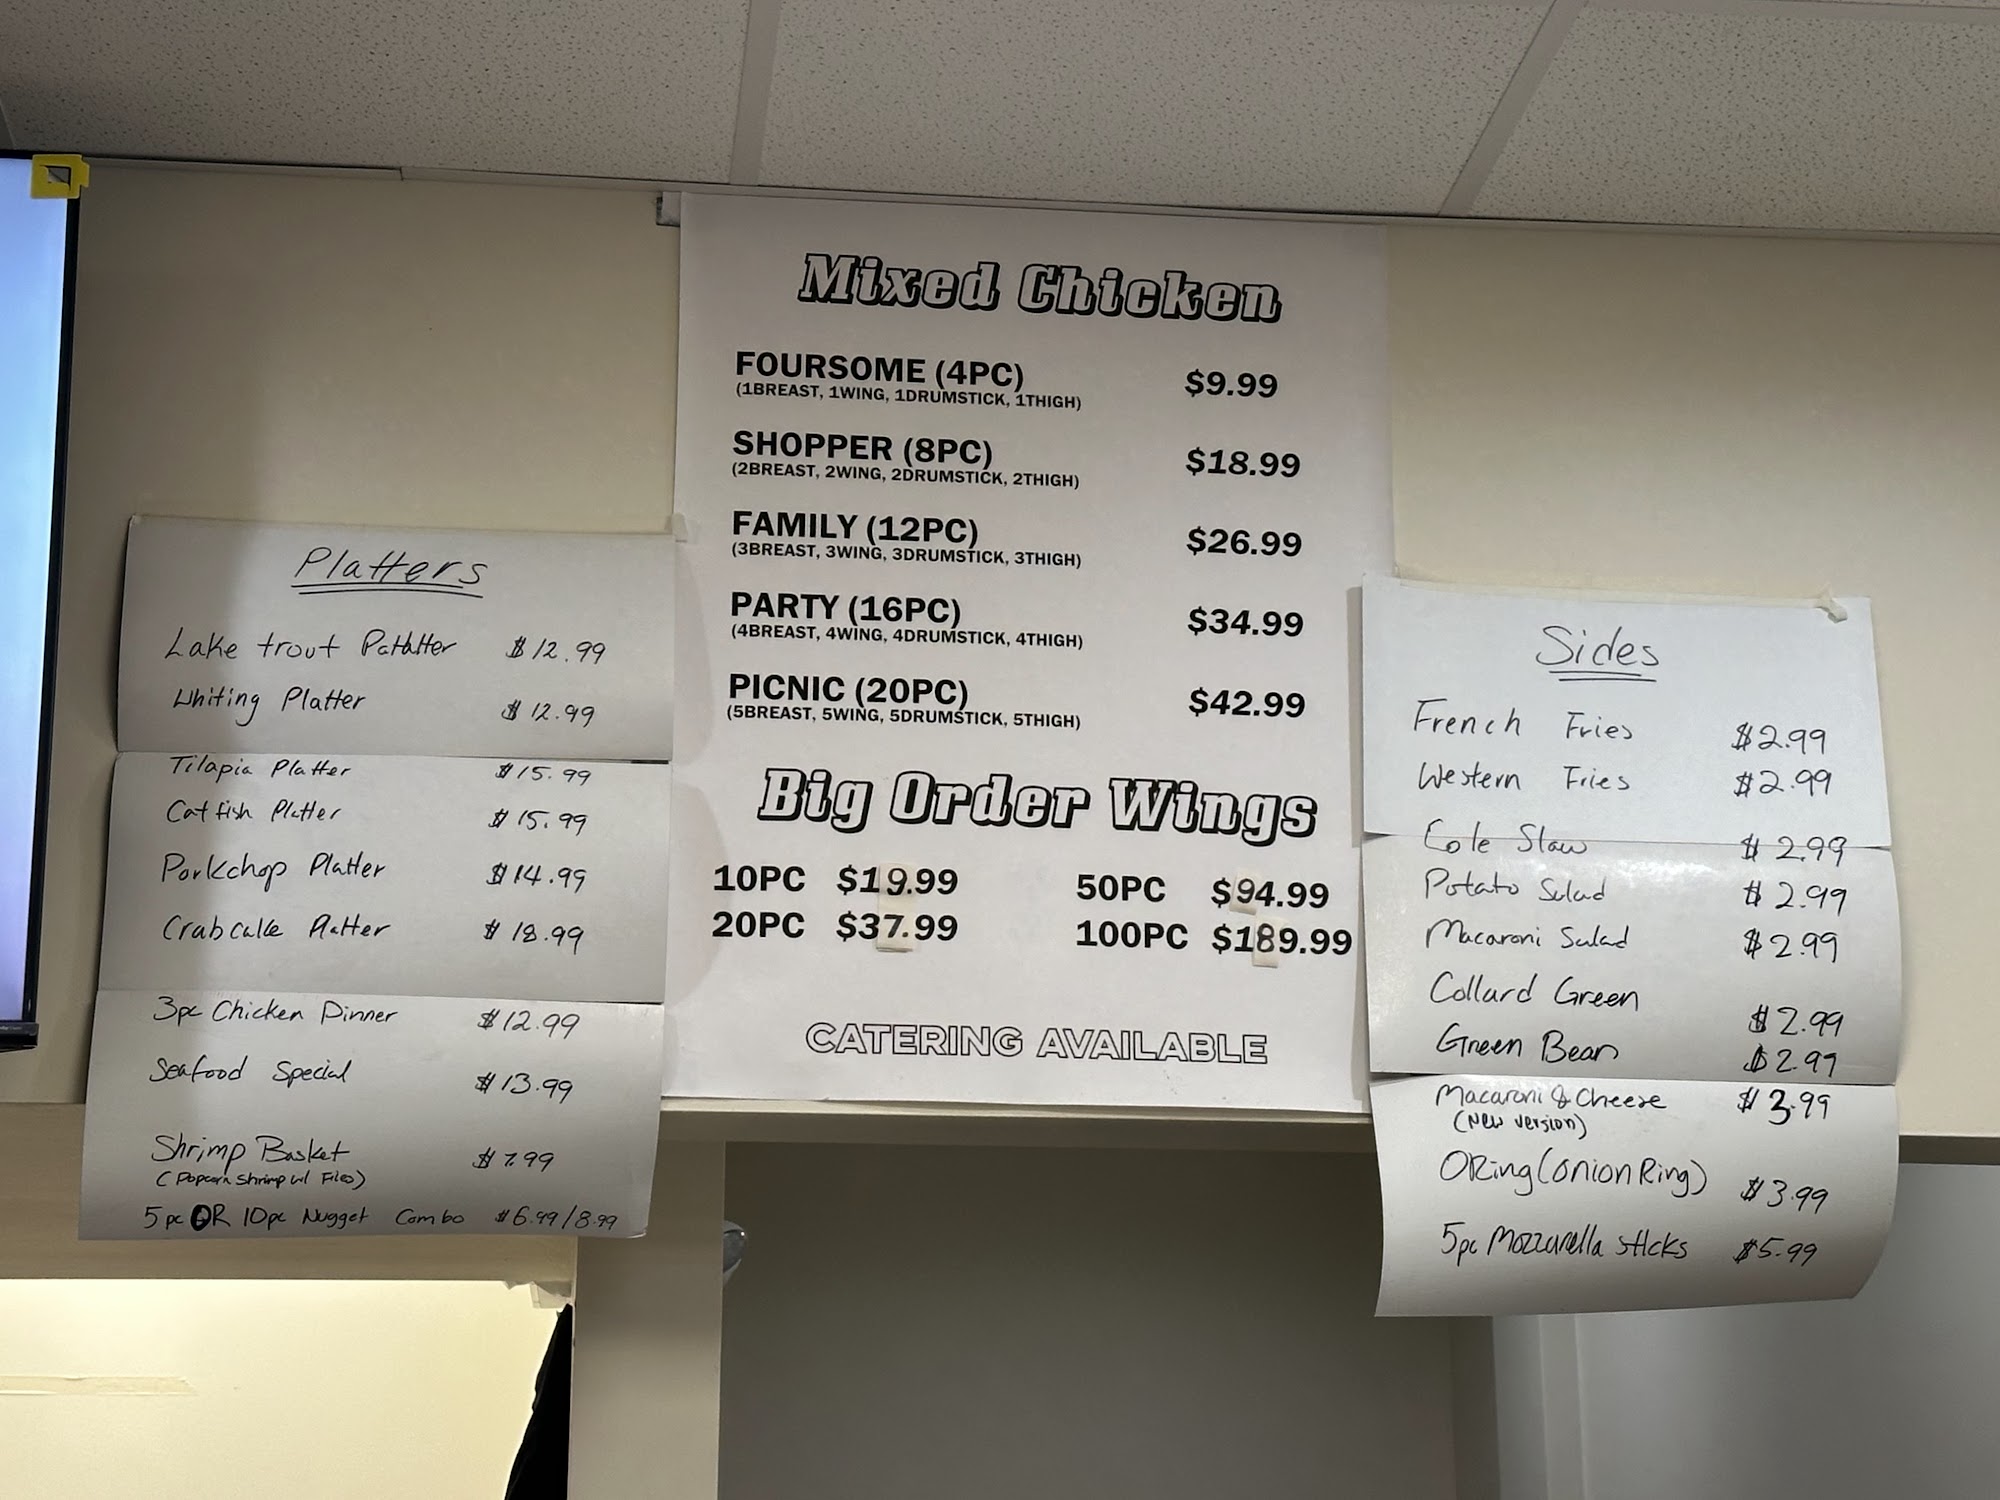 Mixed Chicken
FOURSOME (4PC) $9.99
(1BREAST, 1WING, 1DRUMSTICK, 1THIGH)
SHOPPER (8PC) $18.99
(2BREAST, 2WING, 2DRUMSTICK, 2THIGH)
FAMILY (12PC) $26.99
(3BREAST, 3WING, 3DRUMSTICK, 3THIGH)
PARTY (16PC) $34.99
(4BREAST, 4WING, 4DRUMSTICK, 4THIGH)
PICNIC (20PC) $42.99
(5BREAST, 5WING, 5DRUMSTICK, 5THIGH)
Big Order Wings
10PC $19.99 50PC $94.99
20PC $37.99 100PC $189.99
CATERING AVAILABLE
Platters
Lake trout $12.99
Whiting Platter $12.99
Tilapia Platter $15.99
Catfish Platter $15.99
Porkchop Platter $14.99
Crabcake Platter $18.99
3pc Chicken Dinner $12.99
Seafood Special $13.99
Shrimp Basket $7.99
(Popcorn Shrimp w/ Fries)
5pc OR 10pc Nugget Combo $6.99/8.99
Sides
French Fries $2.99
Western Fries $2.99
Cole Slaw $2.99
Potato Salad $2.99
Macaroni Salad $2.99
Collard Green $2.99
Green Bean $2.99
Macaroni & Cheese $3.99
(New version)
ORing (Onion Ring) $3.99
5pc Mozzarella sticks $5.99